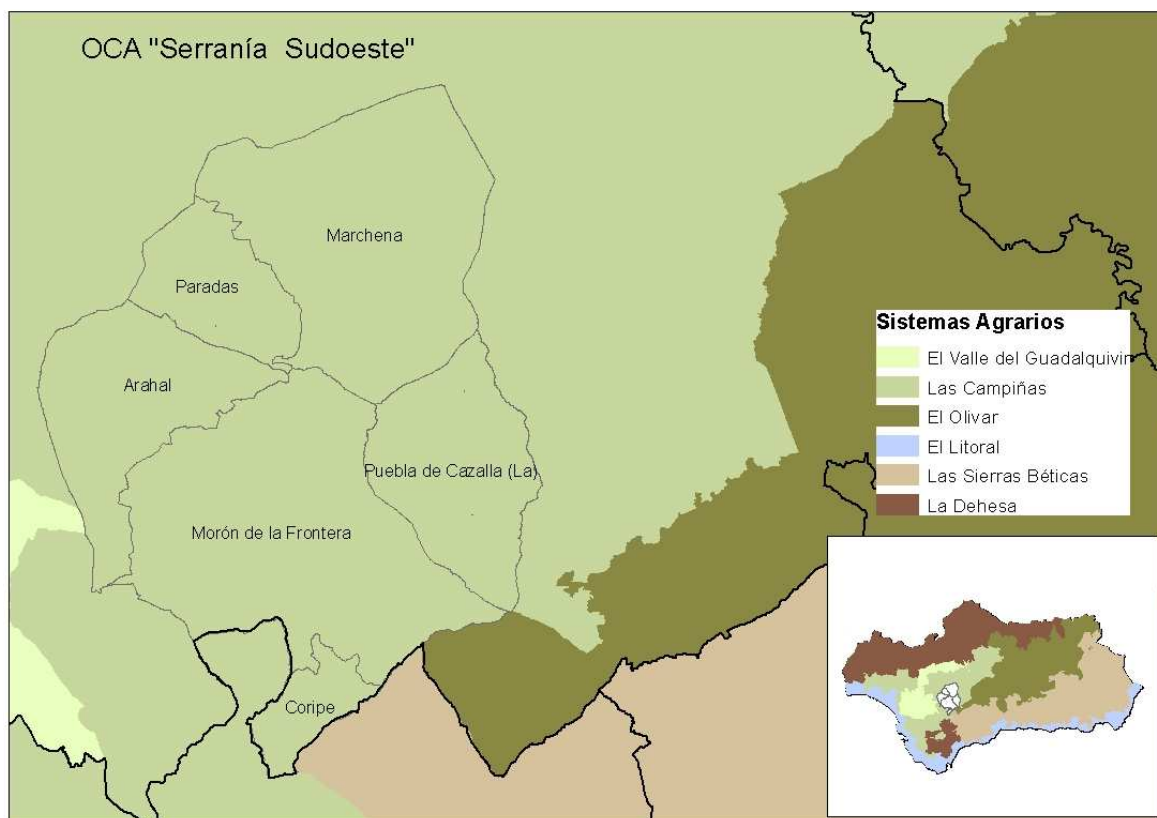 OCA "Serranía Sudoeste"
Marchena
Paradas
Arahal
Puebla de Cazalla (La)
Morón de la Frontera
Coripe
Sistemas Agrarios
El Valle del Guadalquivir
Las Campiñas
El Olivar
El Litoral
Las Sierras Béticas
La Dehesa